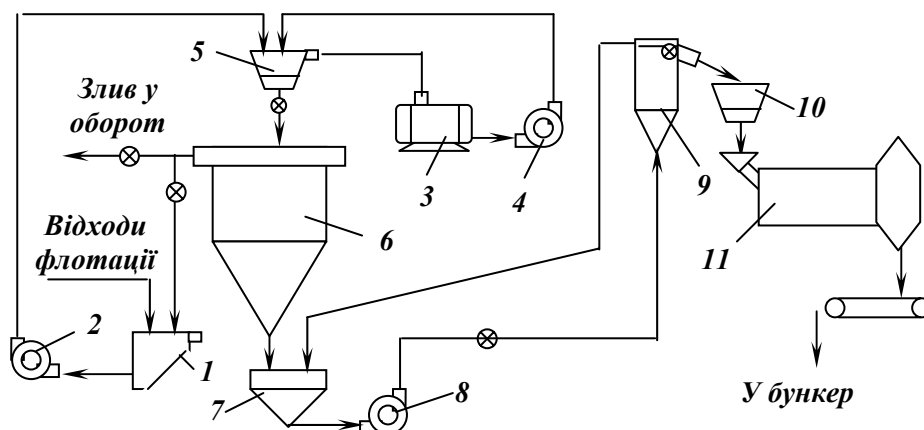 5
Злив у
оборот
10
3
4
9
Відходи
флотації
6
11
2
1
8
7
У бункер